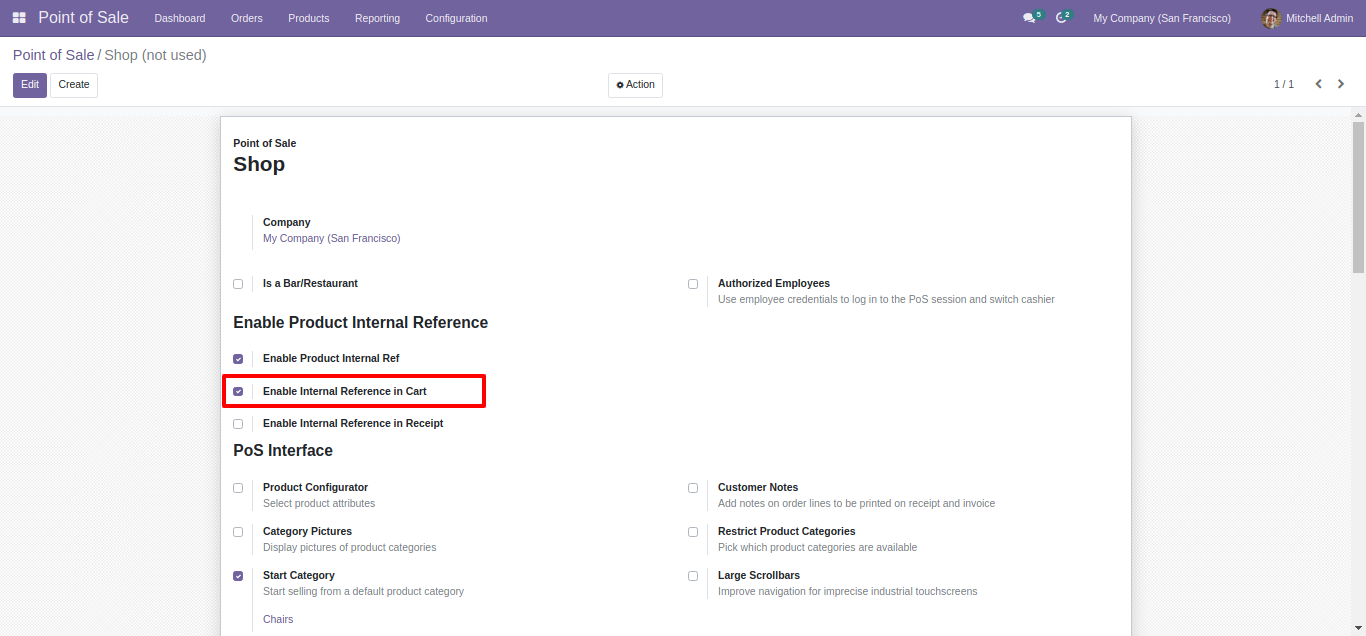 Point of Sale Dashboard Orders Products Reporting Configuration 5 2 My Company (San Francisco) Mitchell Admin
Point of Sale / Shop (not used)
Edit Create Action 1 / 1
Point of Sale
Shop
Company
My Company (San Francisco)
Is a Bar/Restaurant
Authorized Employees
Use employee credentials to log in to the PoS session and switch cashier
Enable Product Internal Reference
Enable Product Internal Ref
Enable Internal Reference in Cart
Enable Internal Reference in Receipt
PoS Interface
Product Configurator
Select product attributes
Customer Notes
Add notes on order lines to be printed on receipt and invoice
Category Pictures
Display pictures of product categories
Restrict Product Categories
Pick which product categories are available
Start Category
Start selling from a default product category
Chairs
Large Scrollbars
Improve navigation for imprecise industrial touchscreens